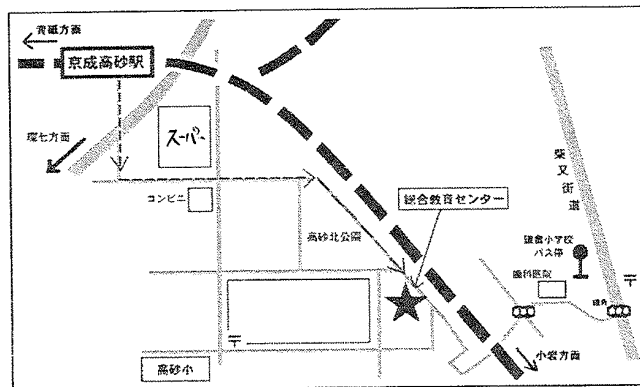 青砥方面
京成高砂駅
環七方面
スーパー
コンビニ
高砂北公園
総合教育センター
柴又街道
鎌倉小学校
バス停
歯科医院
〒
鎌倉
〒
高砂小
小岩方面